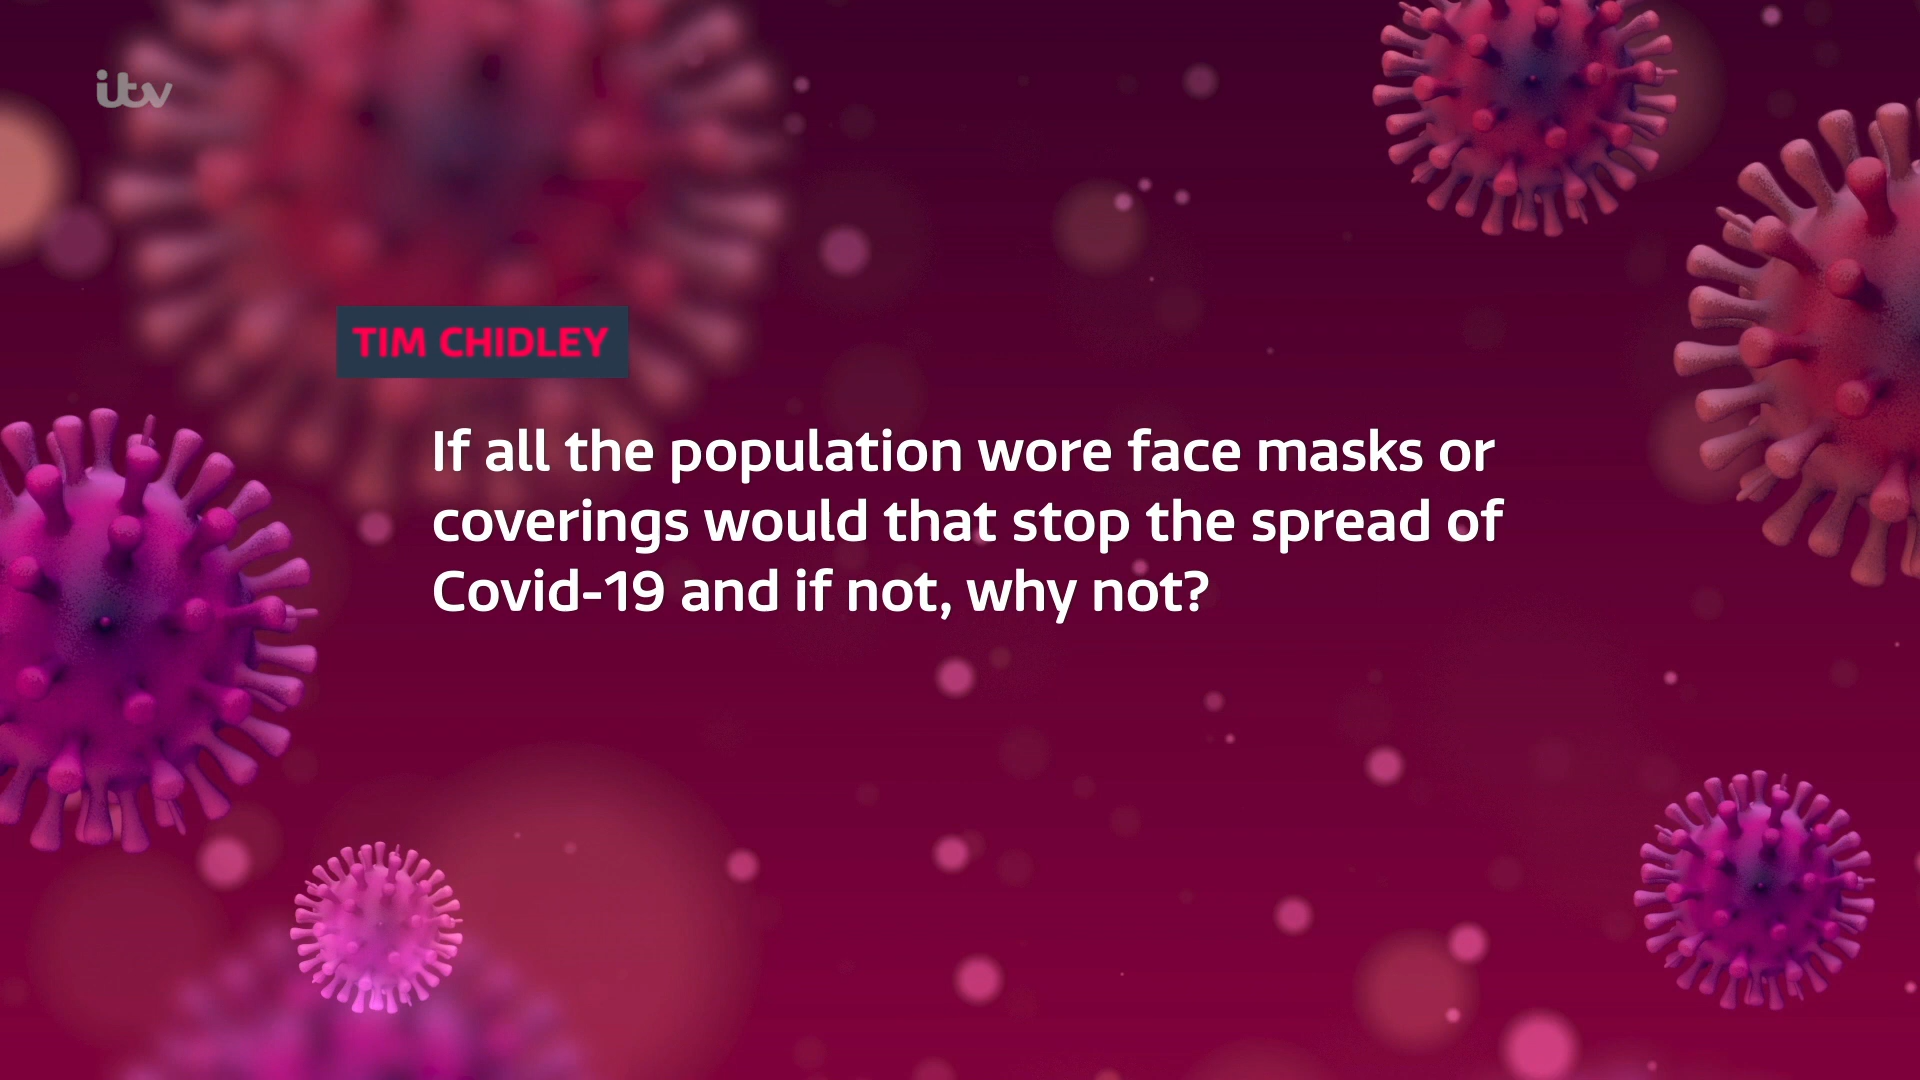 itv
TIM CHIDLEY
If all the population wore face masks or
coverings would that stop the spread of
Covid-19 and if not, why not?